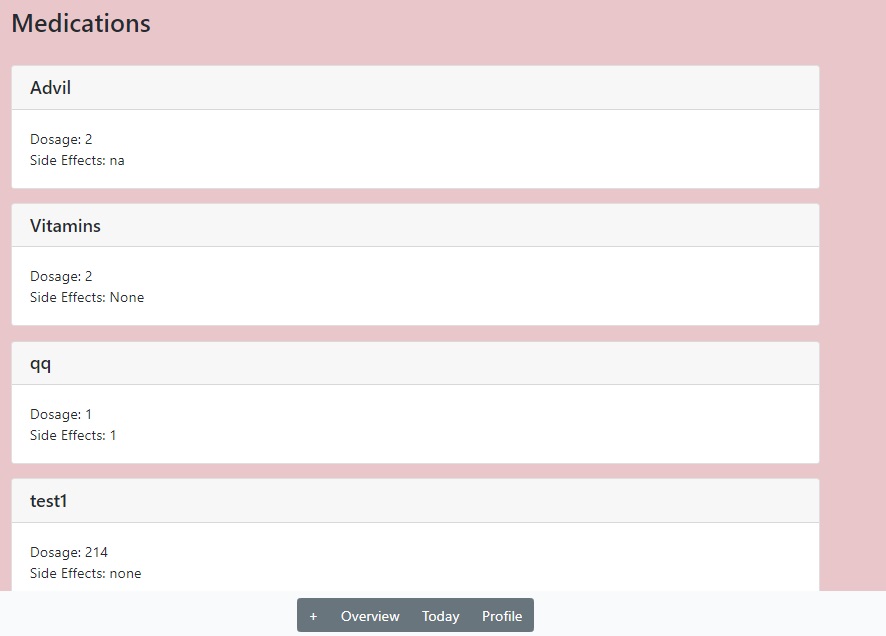 Medications
Advil
Dosage: 2
Side Effects: na
Vitamins
Dosage: 2
Side Effects: None
qq
Dosage: 1
Side Effects: 1
test1
Dosage: 214
Side Effects: none
+ Overview Today Profile